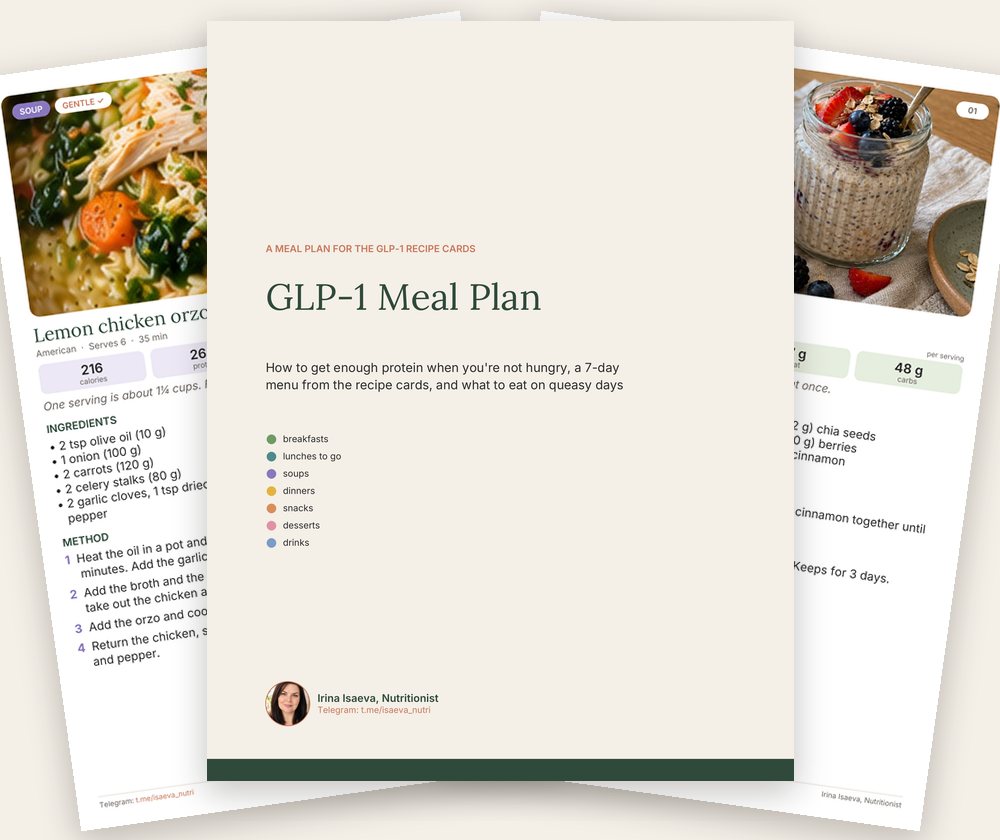 SOUP
GENTLE ✓
Lemon chicken orzo
American · Serves 6 · 35 min
216
calories
26
One serving is about 1¼ cups.
INGREDIENTS
• 2 tsp olive oil (10 g)
• 1 onion (100 g)
• 2 carrots (120 g)
• 2 celery stalks (80 g)
• 2 garlic cloves, 1 tsp dried
pepper
METHOD
1 Heat the oil in a pot and
minutes. Add the garlic
2 Add the broth and the
take out the chicken a
3 Add the orzo and coo
4 Return the chicken, s
and pepper.
Telegram: t.me/isaeva_nutri
A MEAL PLAN FOR THE GLP-1 RECIPE CARDS
GLP-1 Meal Plan
How to get enough protein when you're not hungry, a 7-day
menu from the recipe cards, and what to eat on queasy days
breakfasts
lunches to go
soups
dinners
snacks
desserts
drinks
Irina Isaeva, Nutritionist
Telegram: t.me/isaeva_nutri
01
per serving
g
48 g
carbs
at once.
2 g) chia seeds
0 g) berries
cinnamon
cinnamon together until
Keeps for 3 days.
Irina Isaeva, Nutritionist